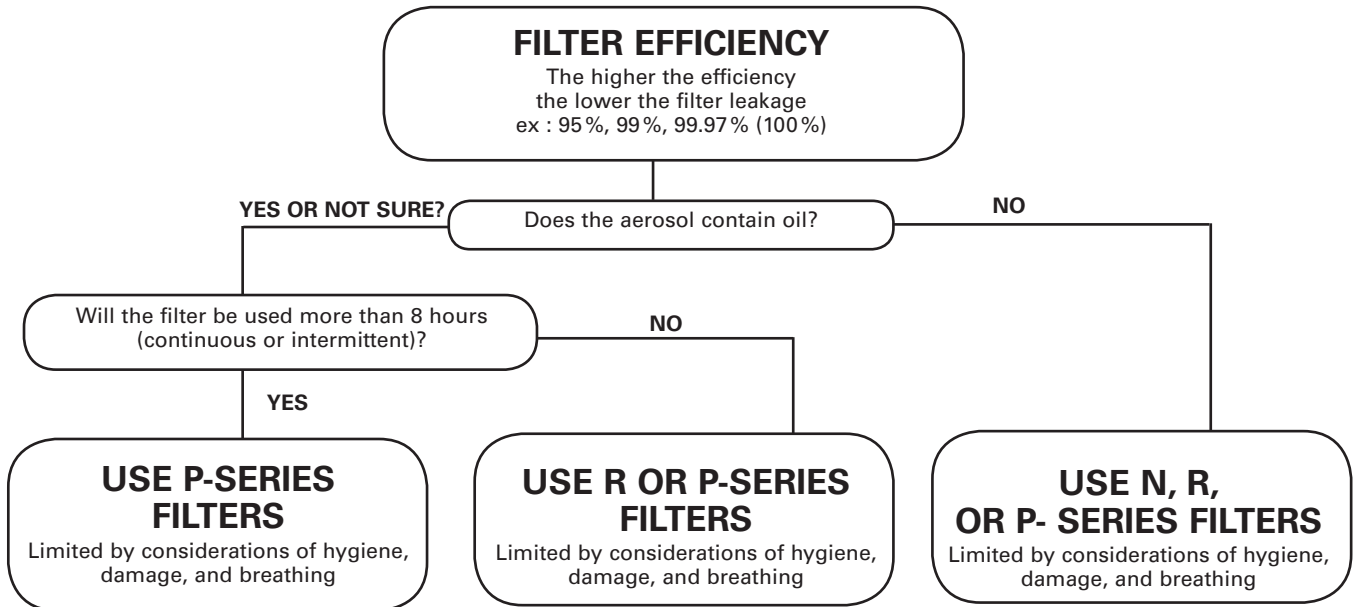 FILTER EFFICIENCY
The higher the efficiency
the lower the filter leakage
ex : 95%, 99%, 99.97% (100%)
YES OR NOT SURE?
Does the aerosol contain oil?
NO
Will the filter be used more than 8 hours
(continuous or intermittent)?
NO
YES
USE P-SERIES
FILTERS
Limited by considerations of hygiene,
damage, and breathing
USE R OR P-SERIES
FILTERS
Limited by considerations of hygiene,
damage, and breathing
USE N, R,
OR P- SERIES FILTERS
Limited by considerations of hygiene,
damage, and breathing